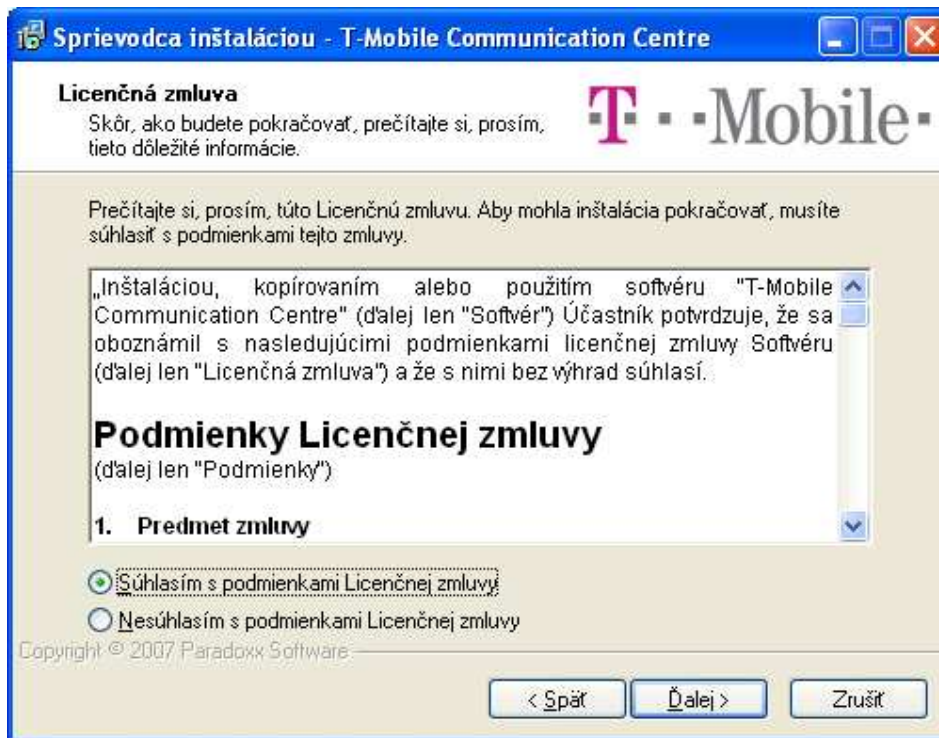 Sprievodca inštaláciou - T-Mobile Communication Centre
Licenčná zmluva
Skôr, ako budete pokračovať, prečítajte si, prosím,
tieto dôležité informácie.
T · · Mobile ·
Prečítajte si, prosím, túto Licenčnú zmluvu. Aby mohla inštalácia pokračovať, musíte
súhlasiť s podmienkami tejto zmluvy.
„Inštaláciou, kopírovaním alebo použitím softvéru "T-Mobile
Communication Centre" (ďalej len "Softvér") Účastník potvrdzuje, že sa
oboznámil s nasledujúcimi podmienkami licenčnej zmluvy Softvéru
(ďalej len "Licenčná zmluva") a že s nimi bez výhrad súhlasí.
Podmienky Licenčnej zmluvy
(ďalej len "Podmienky")
1. Predmet zmluvy
Súhlasím s podmienkami Licenčnej zmluvy
Nesúhlasím s podmienkami Licenčnej zmluvy
Copyright © 2007 Paradoxx Software
< Späť
Ďalej >
Zrušiť